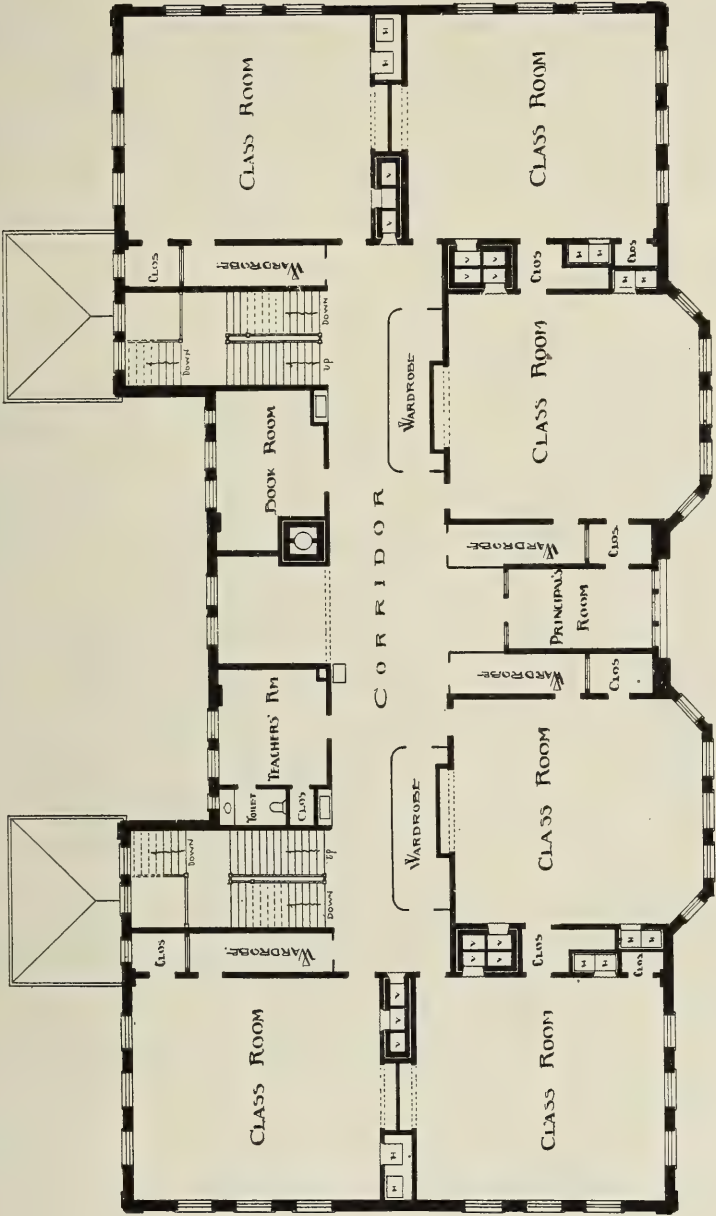 CLASS ROOM
CLASS ROOM
H
H
V
V
CLOS
WARDROBE
DOWN
DOWN
UP
V
V
V
V
CLOS
H
H
CLOS
H
H
WARDROBE
CLASS ROOM
BOOK ROOM
CORRIDOR
WARDROBE
CLOS
PRINCIPAL'S
ROOM
WARDROBE
CLOS
TEACHERS' RM
TOILET
CLOS
WARDROBE
CLASS ROOM
DOWN
UP
DOWN
CLOS
WARDROBE
V
V
V
V
CLOS
H
H
H
H
CLOS
V
V
V
CLASS ROOM
CLASS ROOM
H
H